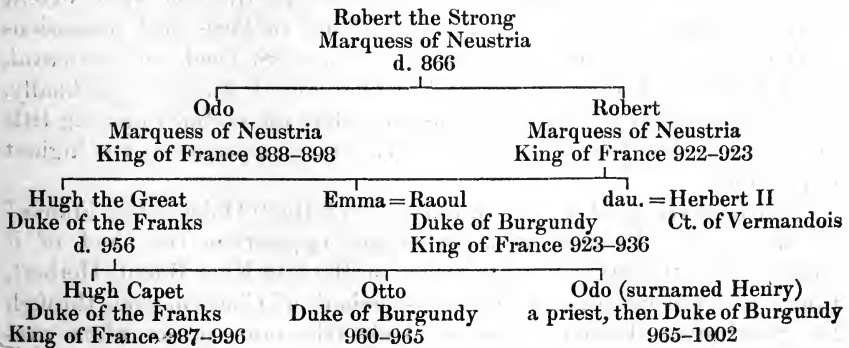 Robert the Strong
Marquess of Neustria
d. 866
Odo Robert
Marquess of Neustria Marquess of Neustria
King of France 888–898 King of France 922–923
Hugh the Great Emma = Raoul dau. = Herbert II
Duke of the Franks Duke of Burgundy Ct. of Vermandois
d. 956 King of France 923–936
Hugh Capet Otto Odo (surnamed Henry)
Duke of the Franks Duke of Burgundy a priest, then Duke of Burgundy
King of France 987–996 960–965 965–1002